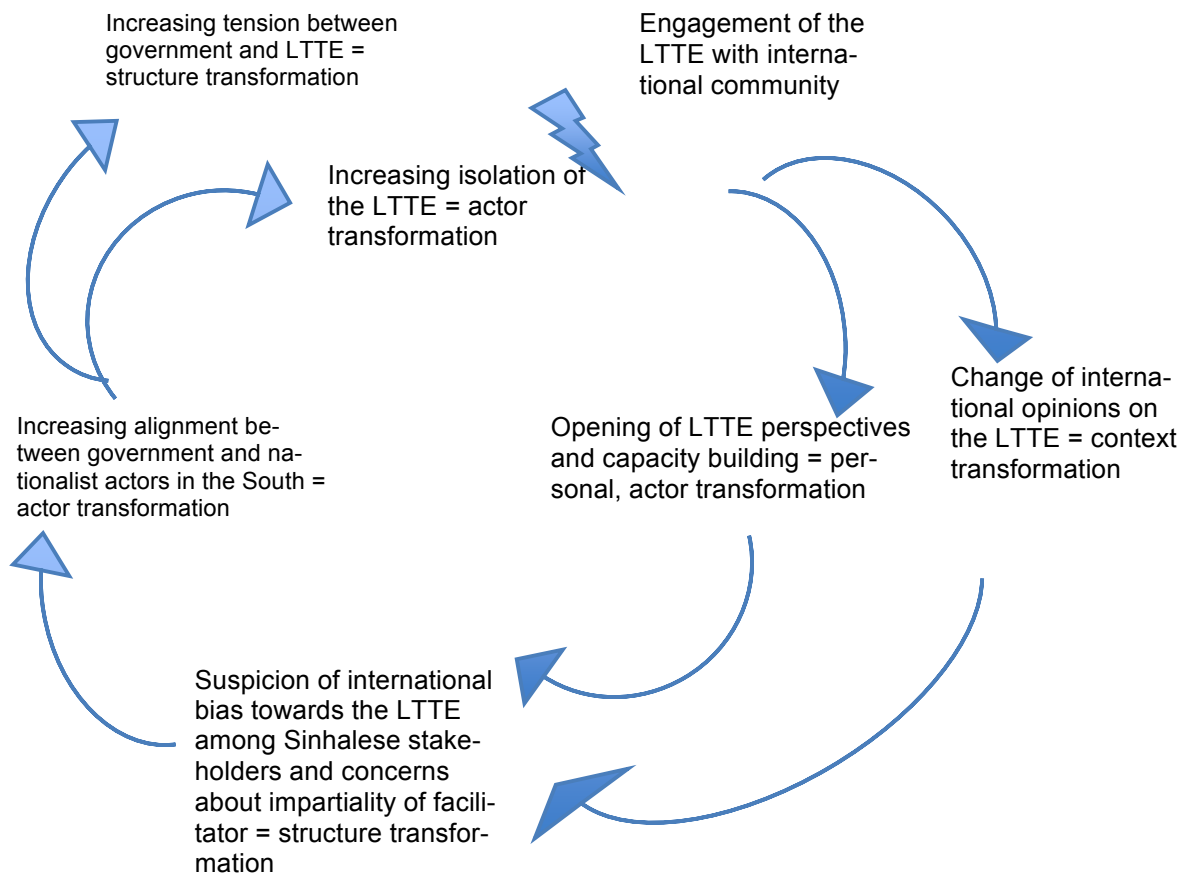 Increasing tension between
government and LTTE =
structure transformation
Engagement of the
LTTE with interna-
tional community
Increasing isolation of
the LTTE = actor
transformation
Change of interna-
tional opinions on
the LTTE = context
transformation
Opening of LTTE perspectives
and capacity building = per-
sonal, actor transformation
Increasing alignment be-
tween government and na-
tionalist actors in the South =
actor transformation
Suspicion of international
bias towards the LTTE
among Sinhalese stake-
holders and concerns
about impartiality of facili-
tator = structure transfor-
mation